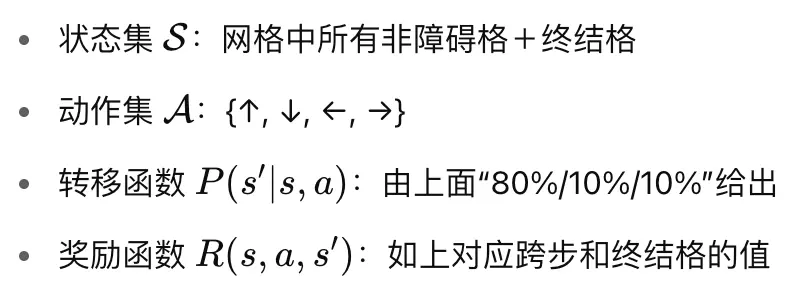 • 状态集 𝒮：网格中所有非障碍格＋终结格
• 动作集 𝒜：{↑, ↓, ←, →}
• 转移函数 P(s′|s, a)：由上面“80%/10%/10%”给出
• 奖励函数 R(s, a, s′)：如上对应跨步和终结格的值